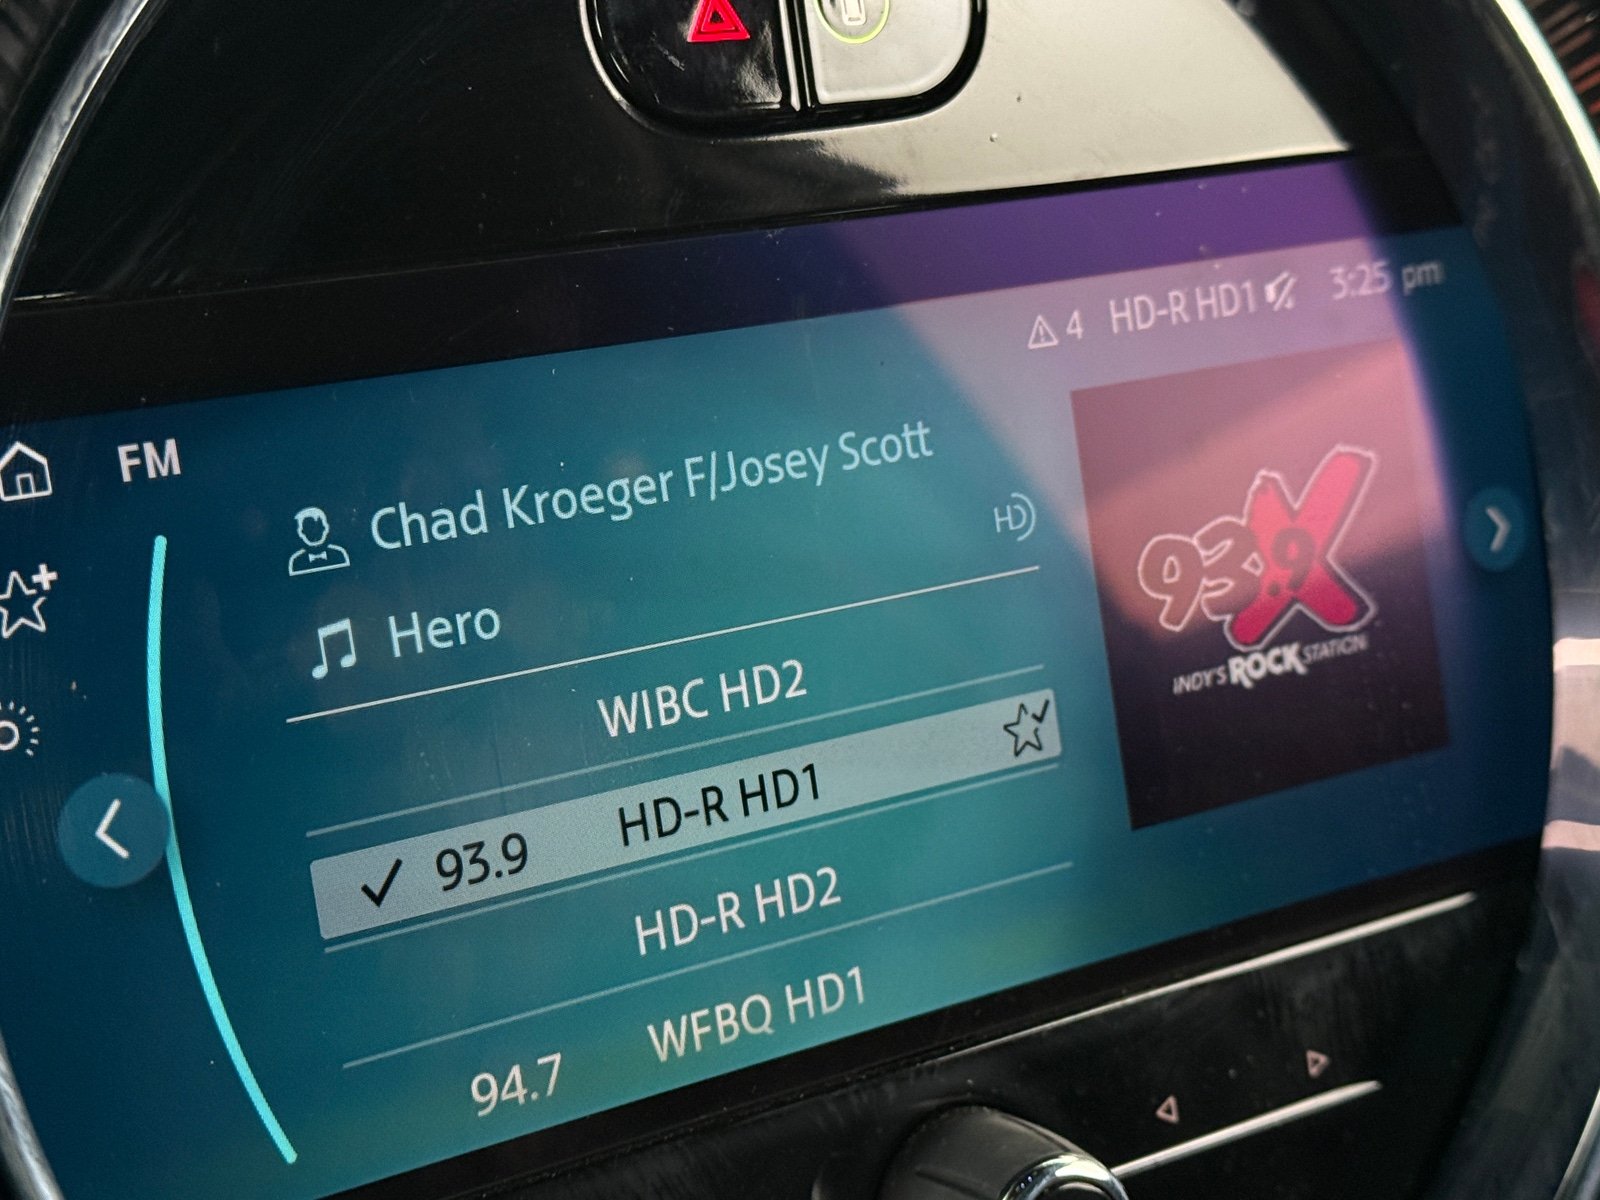 4 HD-R HD1 3:25 pm
FM
Chad Kroeger F/Josey Scott
HD
Hero
WIBC HD2
93.9 HD-R HD1
HD-R HD2
94.7 WFBQ HD1
93.9X
INDY'S ROCK STATION